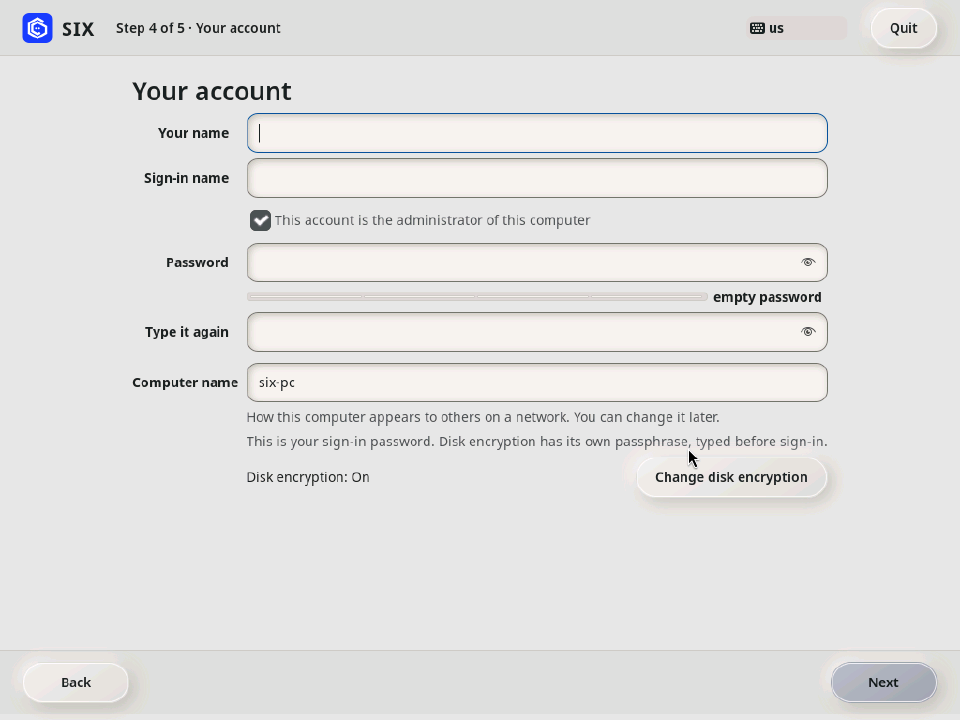 SIX
Step 4 of 5 · Your account
us
Quit
Your account
Your name
Sign-in name
This account is the administrator of this computer
Password
empty password
Type it again
Computer name
six-pc
How this computer appears to others on a network. You can change it later.
This is your sign-in password. Disk encryption has its own passphrase, typed before sign-in.
Disk encryption: On
Change disk encryption
Back
Next